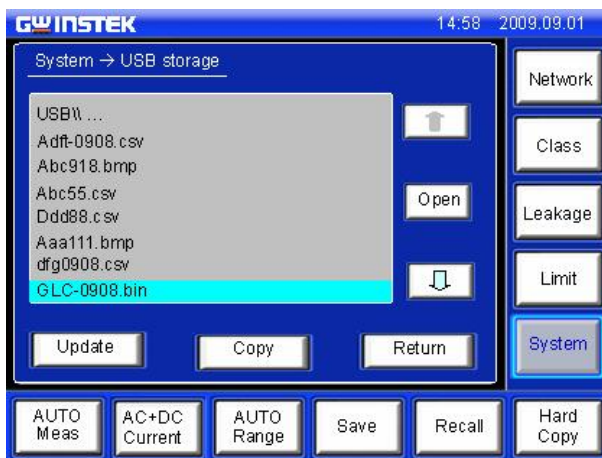 GWINSTEK
14:58 2009.09.01
System → USB storage
USB\\ ...
Adft-0908.csv
Abc918.bmp
Abc55.csv
Ddd88.csv
Aaa111.bmp
dfg0908.csv
GLC-0908.bin
Open
Update
Copy
Return
Network
Class
Leakage
Limit
System
AUTO
Meas
AC+DC
Current
AUTO
Range
Save
Recall
Hard
Copy